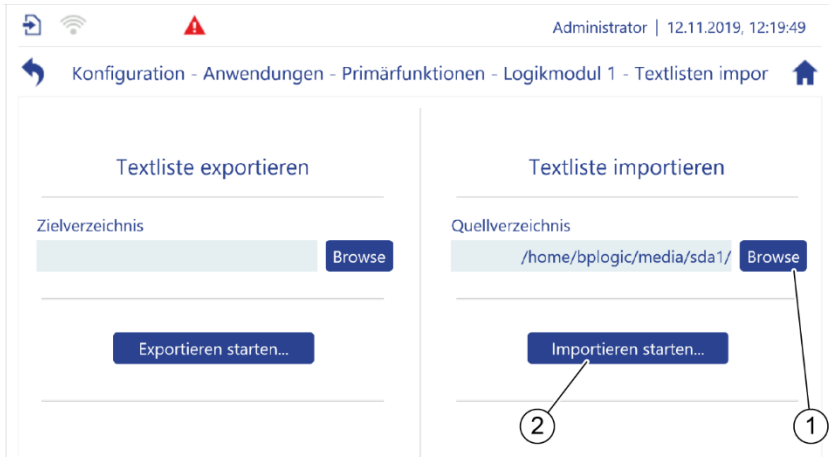 Administrator | 12.11.2019, 12:19:49
Konfiguration - Anwendungen - Primärfunktionen - Logikmodul 1 - Textlisten impor
Textliste exportieren
Zielverzeichnis
Browse
Exportieren starten...
Textliste importieren
Quellverzeichnis
/home/bplogic/media/sda1/ Browse
Importieren starten...
2
1